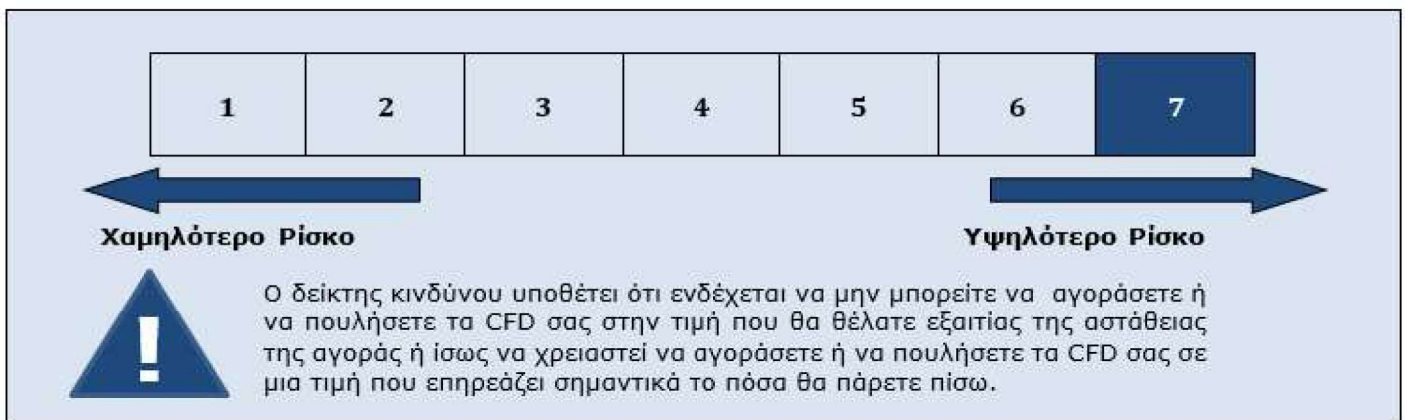 1 2 3 4 5 6 7
Χαμηλότερο Ρίσκο Υψηλότερο Ρίσκο
!
Ο δείκτης κινδύνου υποθέτει ότι ενδέχεται να μην μπορείτε να αγοράσετε ή
να πουλήσετε τα CFD σας στην τιμή που θα θέλατε εξαιτίας της αστάθειας
της αγοράς ή ίσως να χρειαστεί να αγοράσετε ή να πουλήσετε τα CFD σας σε
μια τιμή που επηρεάζει σημαντικά το πόσα θα πάρετε πίσω.